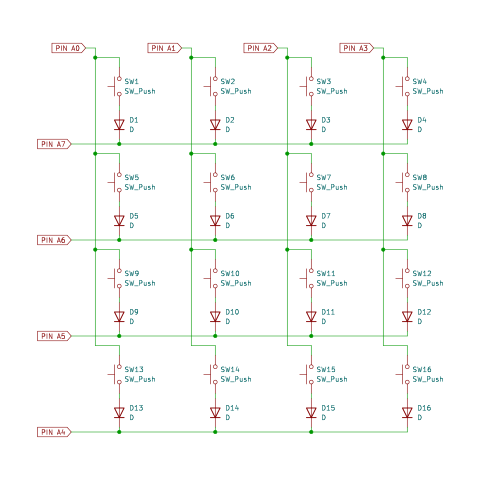 PIN A0 PIN A1 PIN A2 PIN A3
SW1 SW2 SW3 SW4
SW_Push SW_Push SW_Push SW_Push
D1 D2 D3 D4
D D D D
PIN A7
SW5 SW6 SW7 SW8
SW_Push SW_Push SW_Push SW_Push
D5 D6 D7 D8
D D D D
PIN A6
SW9 SW10 SW11 SW12
SW_Push SW_Push SW_Push SW_Push
D9 D10 D11 D12
D D D D
PIN A5
SW13 SW14 SW15 SW16
SW_Push SW_Push SW_Push SW_Push
D13 D14 D15 D16
D D D D
PIN A4